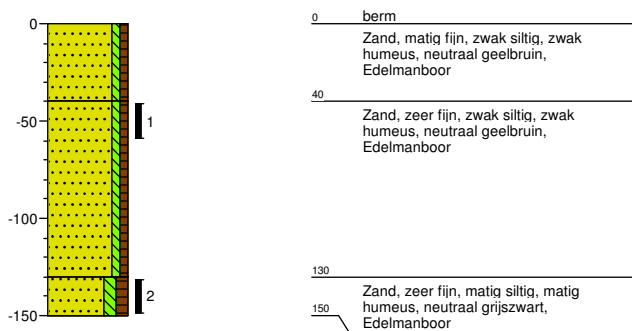 0
-50
-100
-150
1
2
0 berm
Zand, matig fijn, zwak siltig, zwak
humeus, neutraal geelbruin,
Edelmanboor
40
Zand, zeer fijn, zwak siltig, zwak
humeus, neutraal geelbruin,
Edelmanboor
130
Zand, zeer fijn, matig siltig, matig
humeus, neutraal grijszwart,
Edelmanboor
150